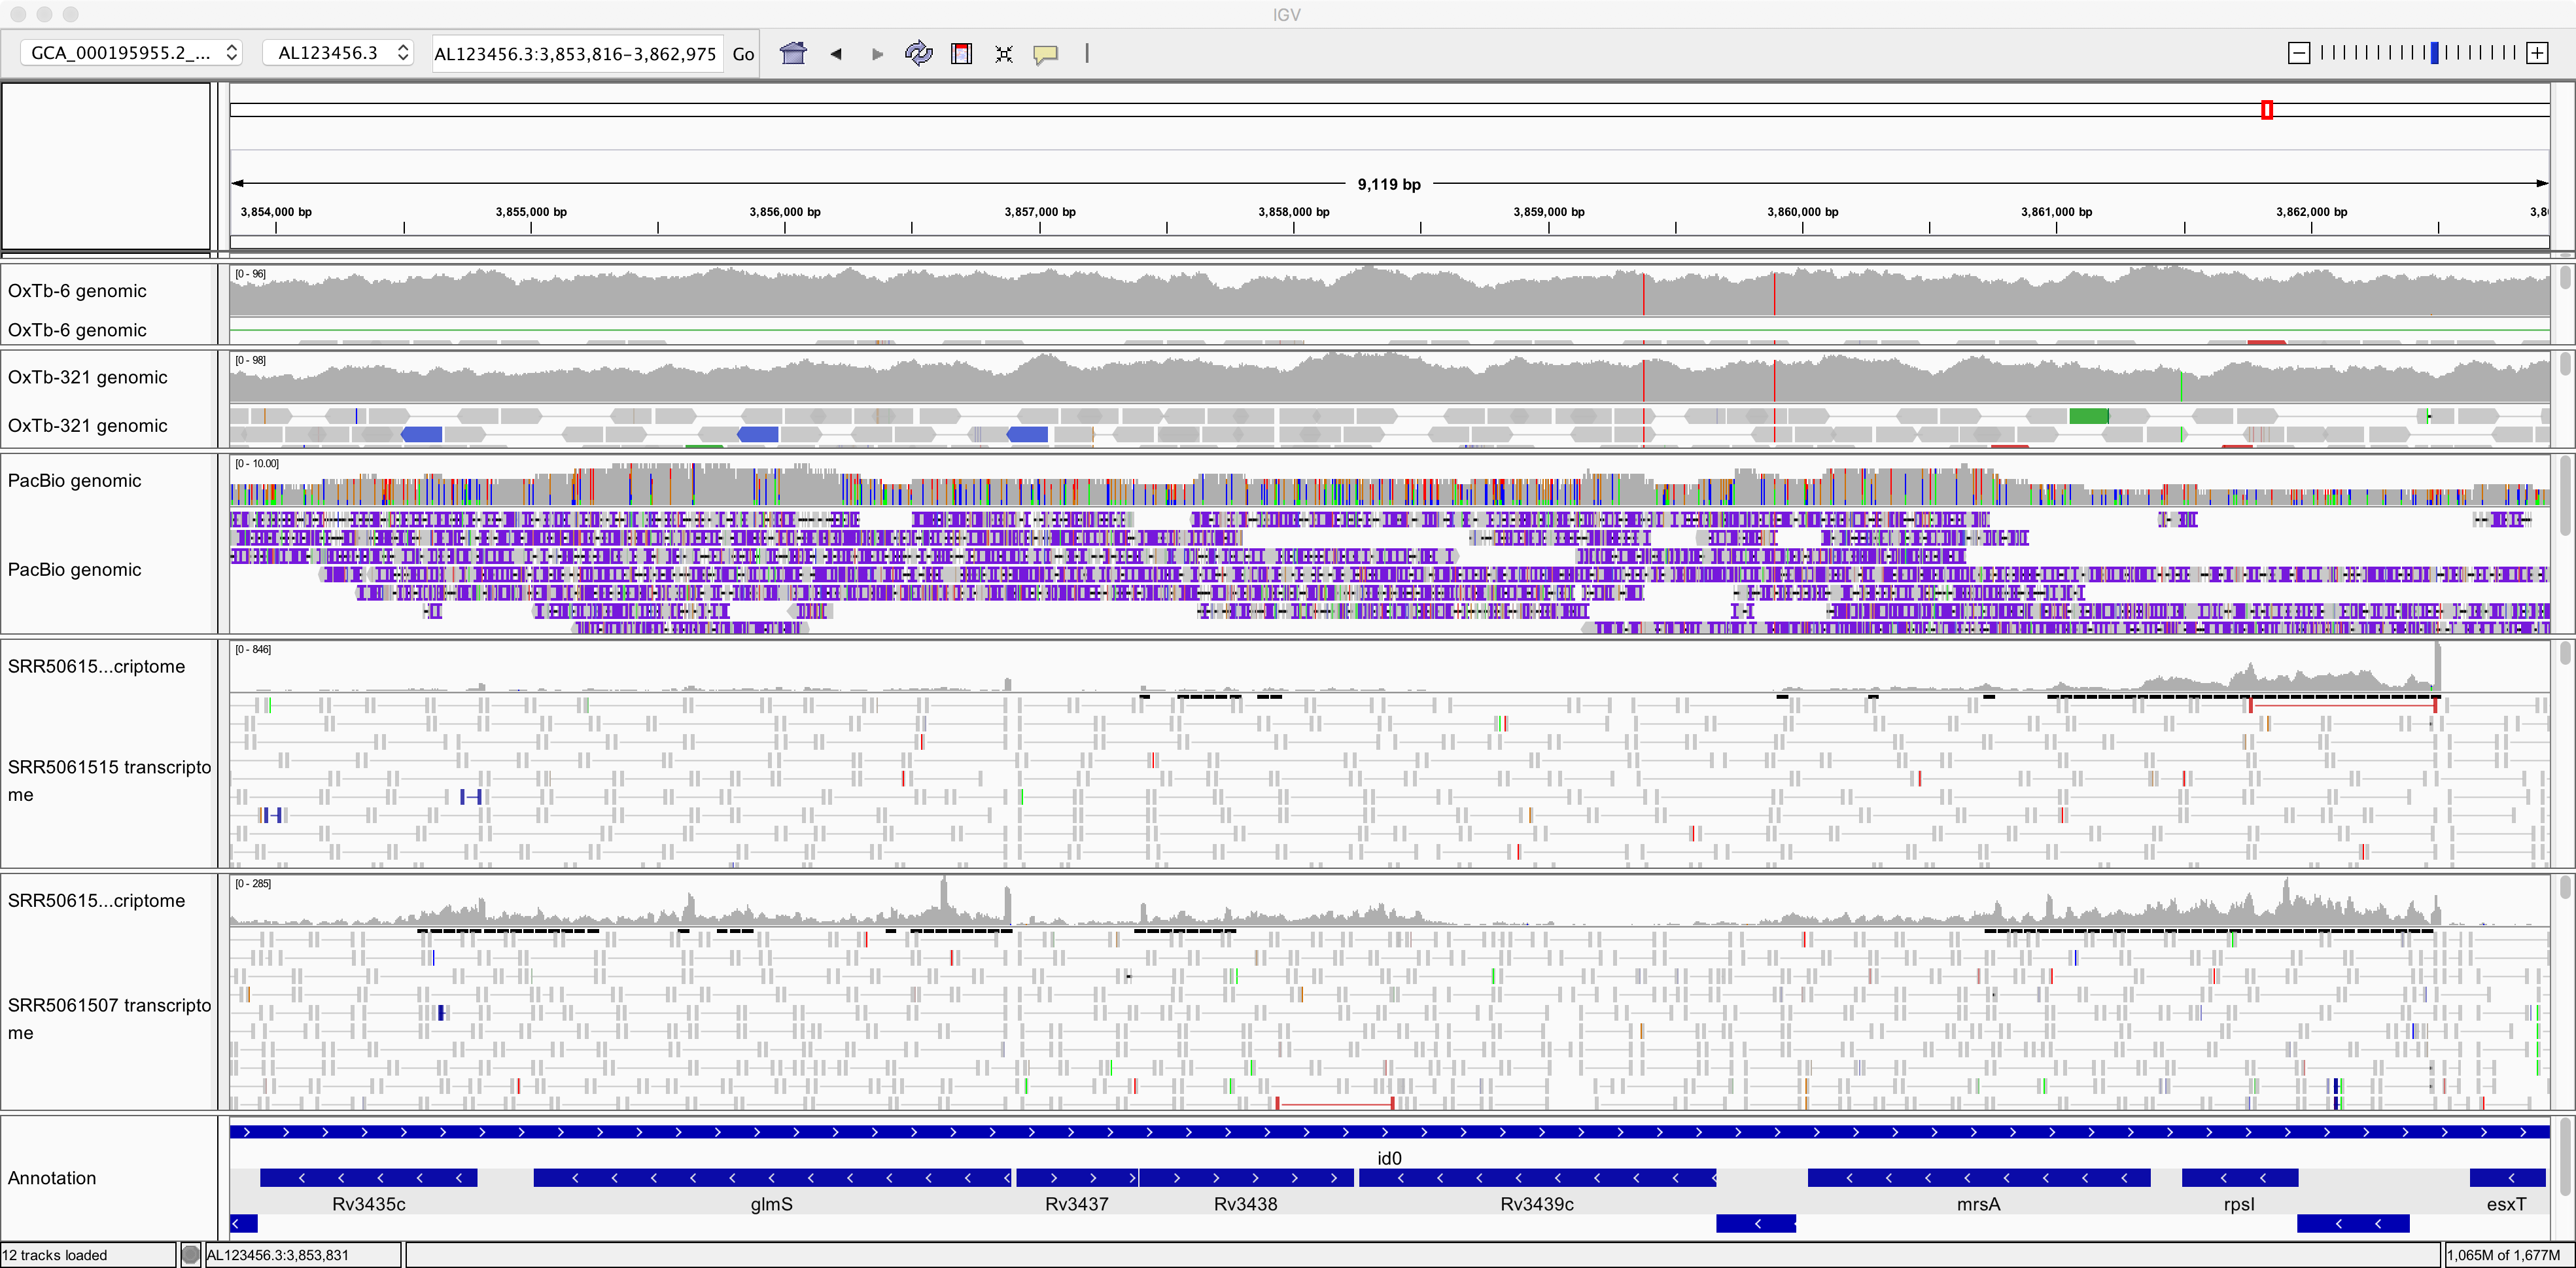 IGV
GCA_000195955.2_... AL123456.3 AL123456.3:3,853,816-3,862,975 Go
9,119 bp
3,854,000 bp 3,855,000 bp 3,856,000 bp 3,857,000 bp 3,858,000 bp 3,859,000 bp 3,860,000 bp 3,861,000 bp 3,862,000 bp 3,8
OxTb-6 genomic [0 - 96]
OxTb-6 genomic
OxTb-321 genomic [0 - 98]
OxTb-321 genomic
PacBio genomic [0 - 10.00]
PacBio genomic
SRR50615...criptome [0 - 846]
SRR5061515 transcripto
me
SRR50615...criptome [0 - 285]
SRR5061507 transcripto
me
id0
Annotation
Rv3435c glmS Rv3437 Rv3438 Rv3439c mrsA rpsI esxT
12 tracks loaded AL123456.3:3,853,831 1,065M of 1,677M